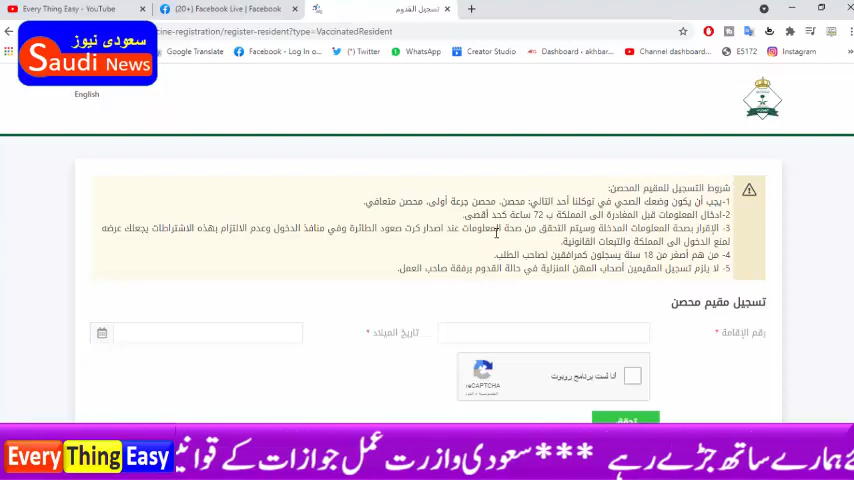 Every Thing Easy - YouTube
(20+) Facebook Live | Facebook
تسجيل القدوم
cine-registration/register-resident?type=VaccinatedResident
Google Translate
Facebook - Log In o...
(*) Twitter
WhatsApp
Creator Studio
Dashboard ‹ akhbar...
Channel dashboard...
E5172
Instagram
سعودی نیوز
Saudi News
English
شروط التسجيل للمقيم المحصن:
1-يجب أن يكون وضعك الصحي في توكلنا أحد التالي: محصن، محصن جرعة أولى، محصن متعافي.
2-ادخال المعلومات قبل المغادرة الى المملكة ب 72 ساعة كحد أقصى.
3- الإقرار بصحة المعلومات المدخلة وسيتم التحقق من صحة المعلومات عند اصدار كرت صعود الطائرة وفي منافذ الدخول وعدم الالتزام بهذه الاشتراطات يجعلك عرضه
لمنع الدخول الى المملكة والتبعات القانونية.
4- من هم أصغر من 18 سنة يسجلون كمرافقين لصاحب الطلب.
5- لا يلزم تسجيل المقيمين أصحاب المهن المنزلية في حالة القدوم برفقة صاحب العمل.
تسجيل مقيم محصن
رقم الإقامة *
تاريخ الميلاد *
أنا لست برنامج روبوت
reCAPTCHA
تحقق
Every Thing Easy
ئے ہمارے ساتھ جڑے رہے *** سعودی وزارت عمل جوازات کے قوانین